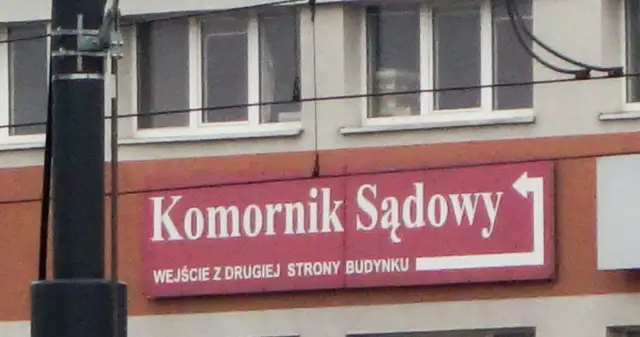 Komornik Sądowy
WEJŚCIE Z DRUGIEJ STRONY BUDYNKU